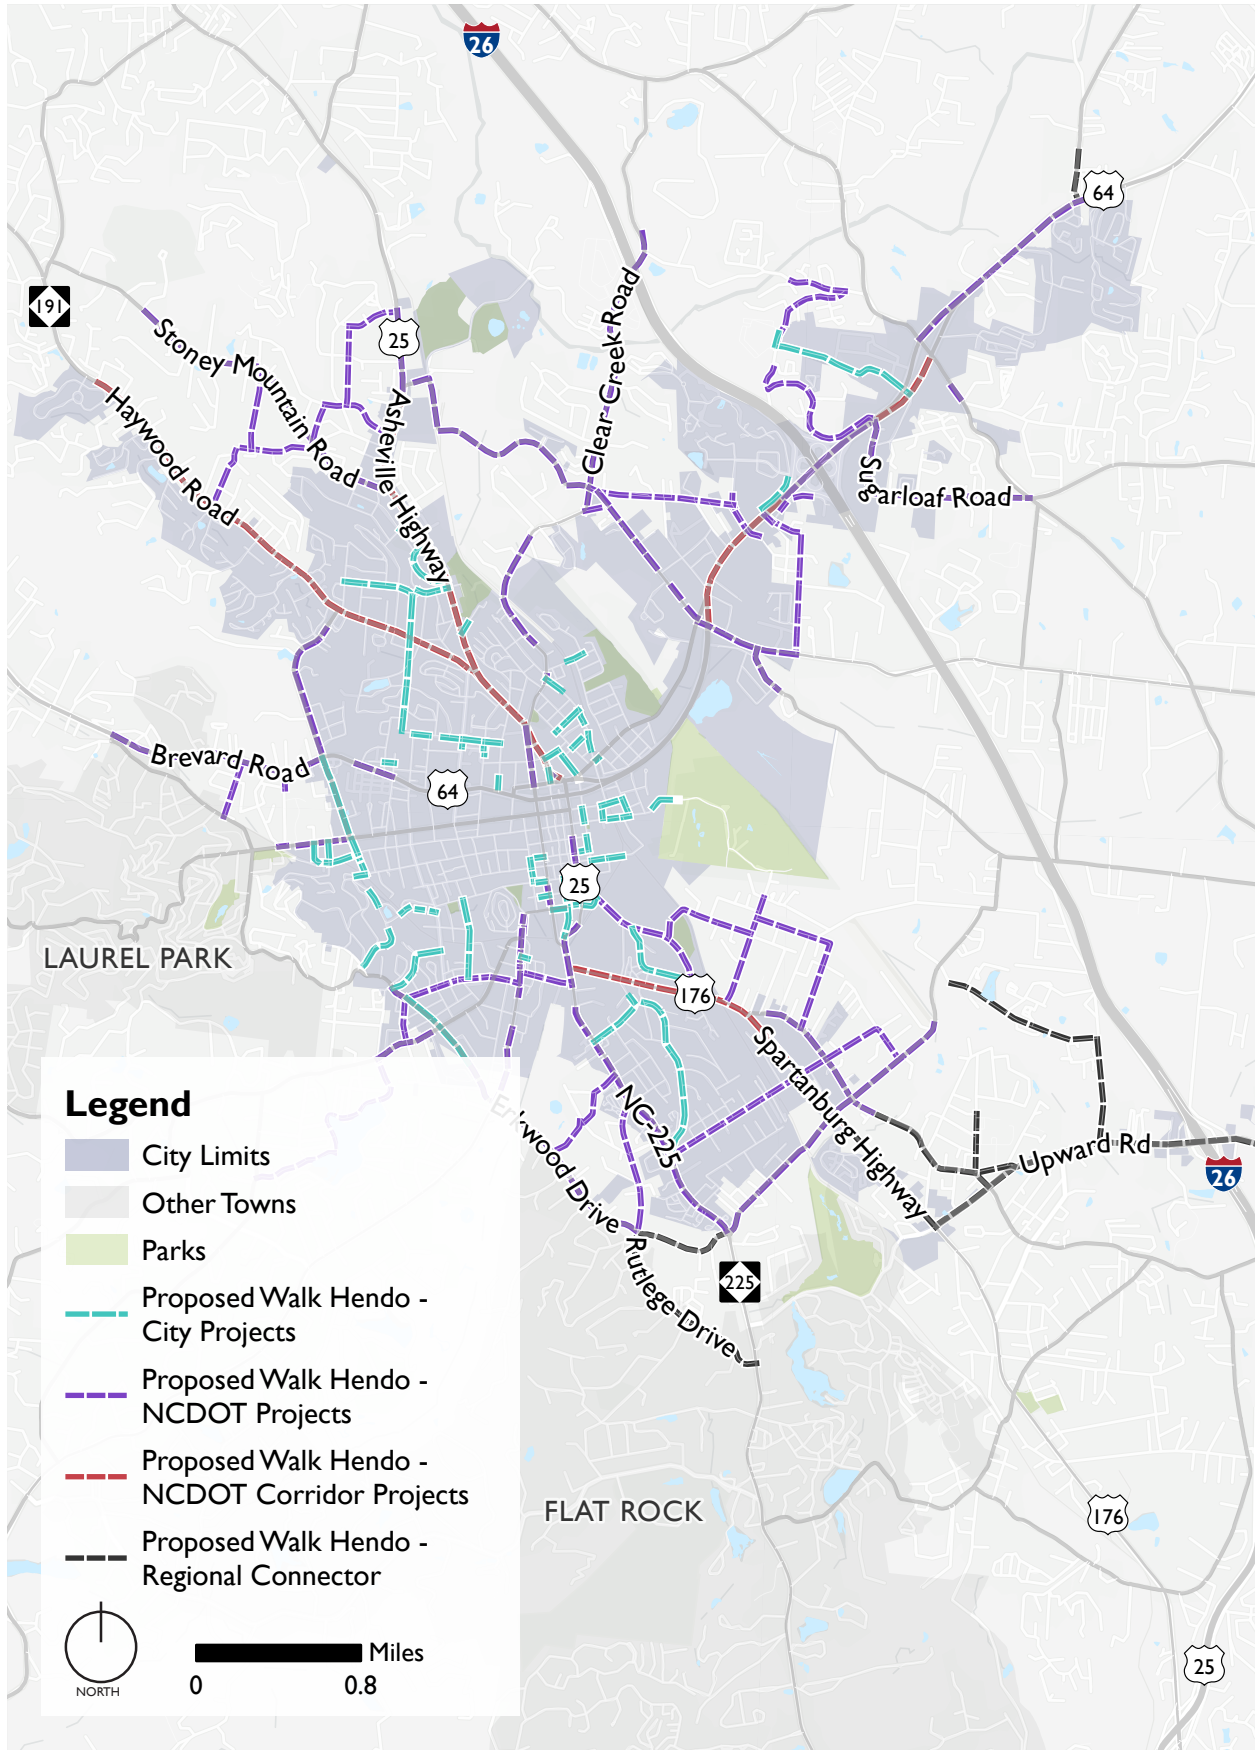 26
64
191
25
Clear Creek Road
Stoney Mountain Road
Asheville Highway
Haywood Road
Sugarloaf Road
Brevard Road
64
25
LAUREL PARK
176
Spartanburg Highway
NC-225
Erkwood Drive
Upward Rd
26
Rutlege Drive
225
FLAT ROCK
176
25
Legend
City Limits
Other Towns
Parks
Proposed Walk Hendo -
City Projects
Proposed Walk Hendo -
NCDOT Projects
Proposed Walk Hendo -
NCDOT Corridor Projects
Proposed Walk Hendo -
Regional Connector
NORTH
Miles
0
0.8